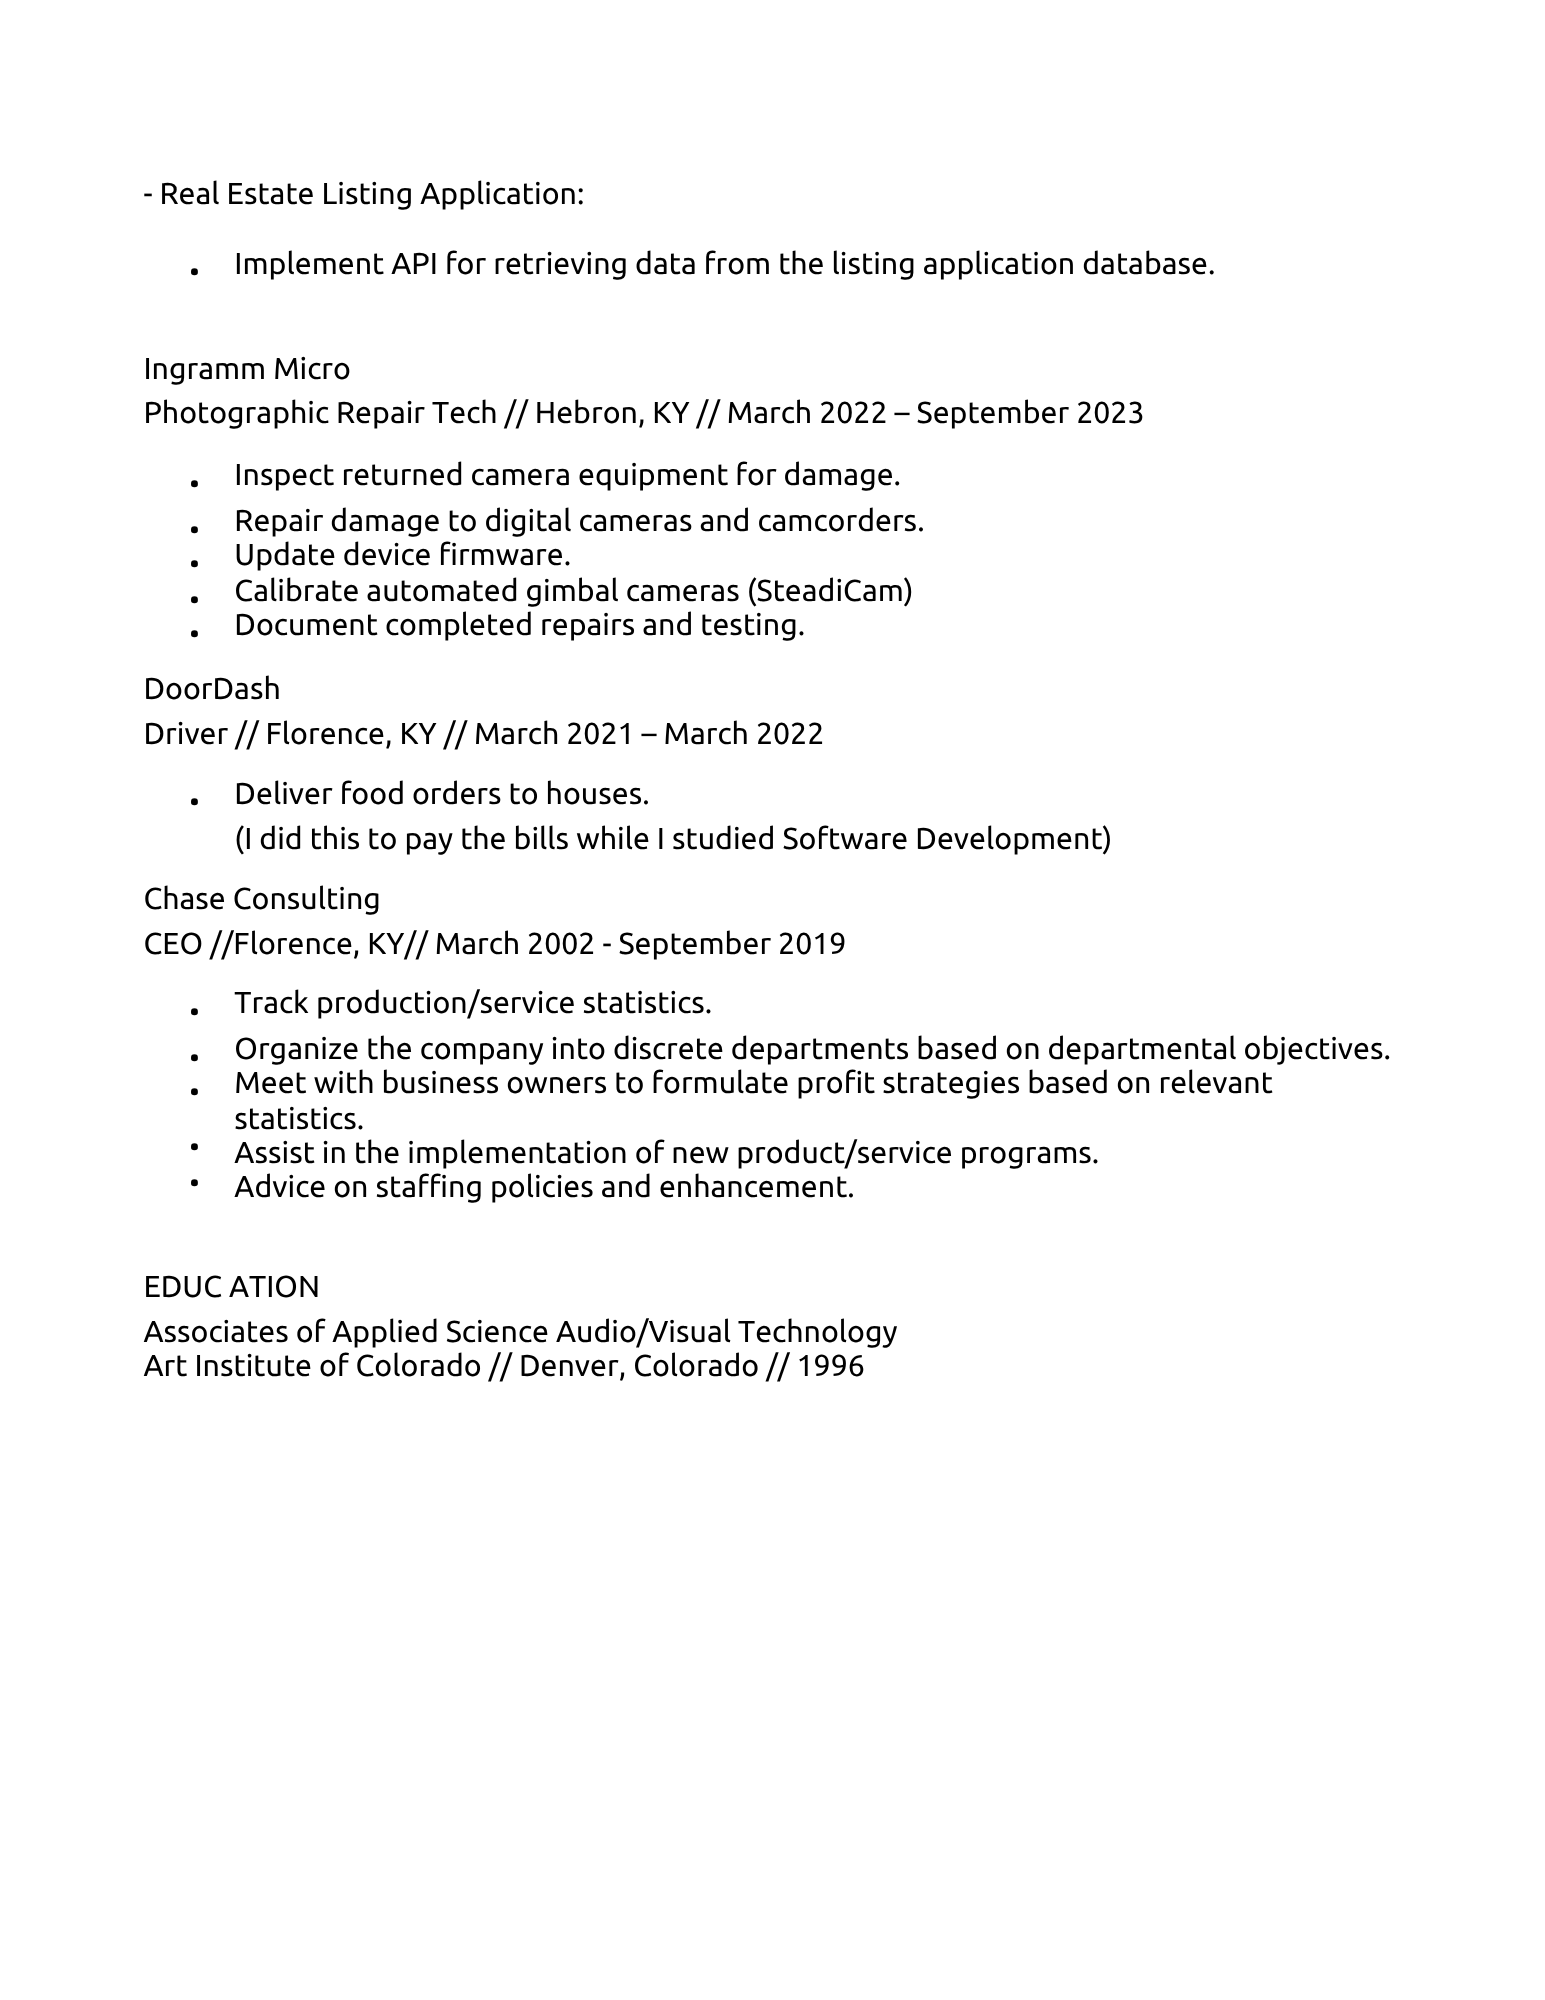 - Real Estate Listing Application:
• Implement API for retrieving data from the listing application database.
Ingramm Micro
Photographic Repair Tech // Hebron, KY // March 2022 – September 2023
• Inspect returned camera equipment for damage.
• Repair damage to digital cameras and camcorders.
• Update device firmware.
• Calibrate automated gimbal cameras (SteadiCam)
• Document completed repairs and testing.
DoorDash
Driver // Florence, KY // March 2021 – March 2022
• Deliver food orders to houses.
(I did this to pay the bills while I studied Software Development)
Chase Consulting
CEO //Florence, KY// March 2002 - September 2019
• Track production/service statistics.
• Organize the company into discrete departments based on departmental objectives.
• Meet with business owners to formulate profit strategies based on relevant
statistics.
• Assist in the implementation of new product/service programs.
• Advice on staffing policies and enhancement.
EDUC ATION
Associates of Applied Science Audio/Visual Technology
Art Institute of Colorado // Denver, Colorado // 1996